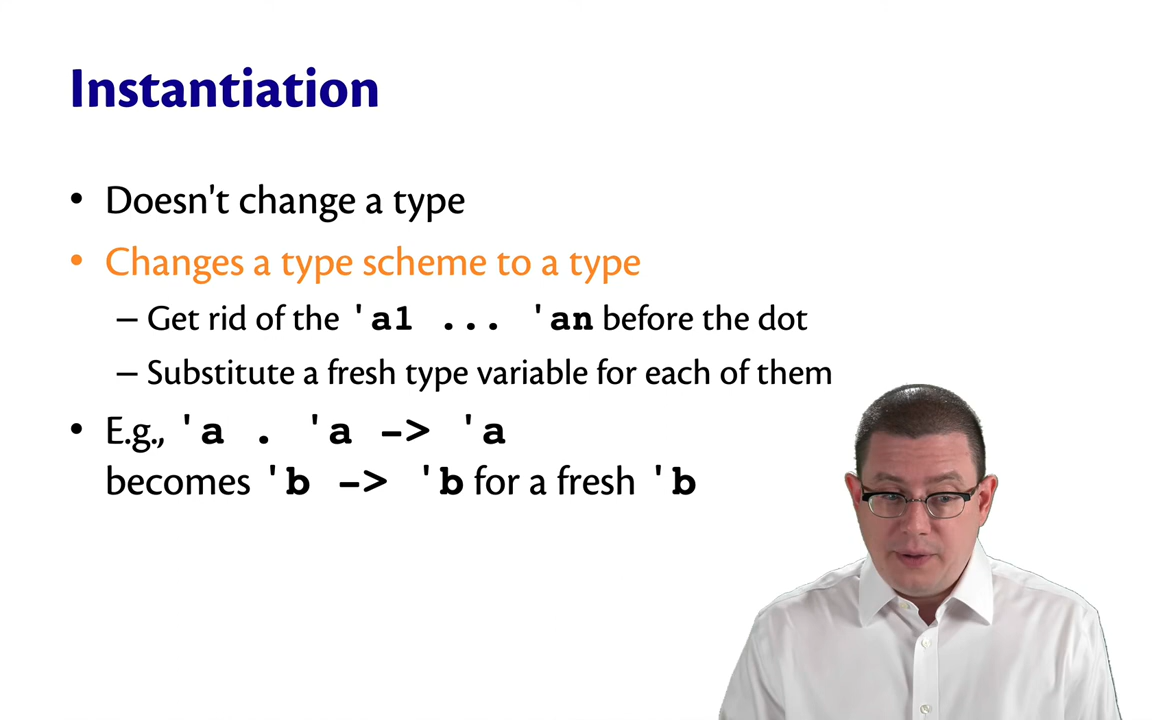 Instantiation
• Doesn't change a type
• Changes a type scheme to a type
– Get rid of the 'a1 ... 'an before the dot
– Substitute a fresh type variable for each of them
• E.g., 'a . 'a -> 'a
becomes 'b -> 'b for a fresh 'b